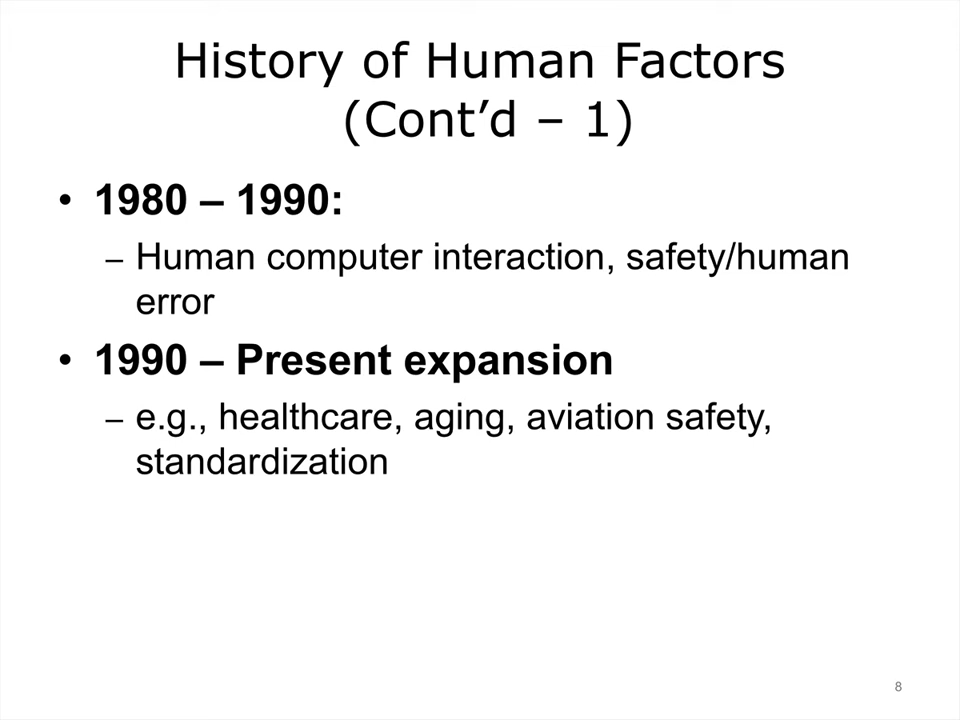 History of Human Factors
(Cont’d – 1)
• 1980 – 1990:
– Human computer interaction, safety/human
error
• 1990 – Present expansion
– e.g., healthcare, aging, aviation safety,
standardization
8